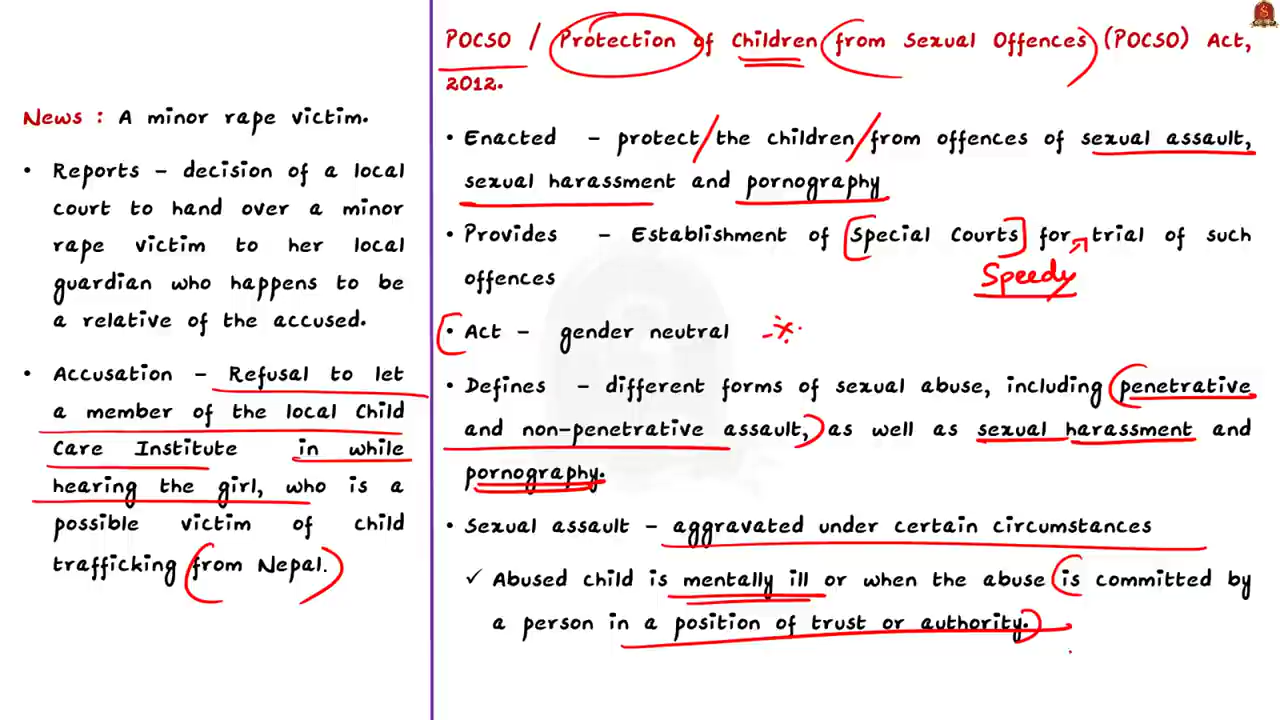 News : A minor rape victim.
• Reports – decision of a local
court to hand over a minor
rape victim to her local
guardian who happens to be
a relative of the accused.
• Accusation – Refusal to let
a member of the local Child
Care Institute in while
hearing the girl, who is a
possible victim of child
trafficking from Nepal.
POCSO / Protection of Children from Sexual Offences (POCSO) Act,
2012.
• Enacted – protect the children from offences of sexual assault,
sexual harassment and pornography
• Provides – Establishment of Special Courts for trial of such
Speedy
offences
• Act – gender neutral
• Defines – different forms of sexual abuse, including penetrative
and non-penetrative assault, as well as sexual harassment and
pornography.
• Sexual assault – aggravated under certain circumstances
✓ Abused child is mentally ill or when the abuse is committed by
a person in a position of trust or authority.